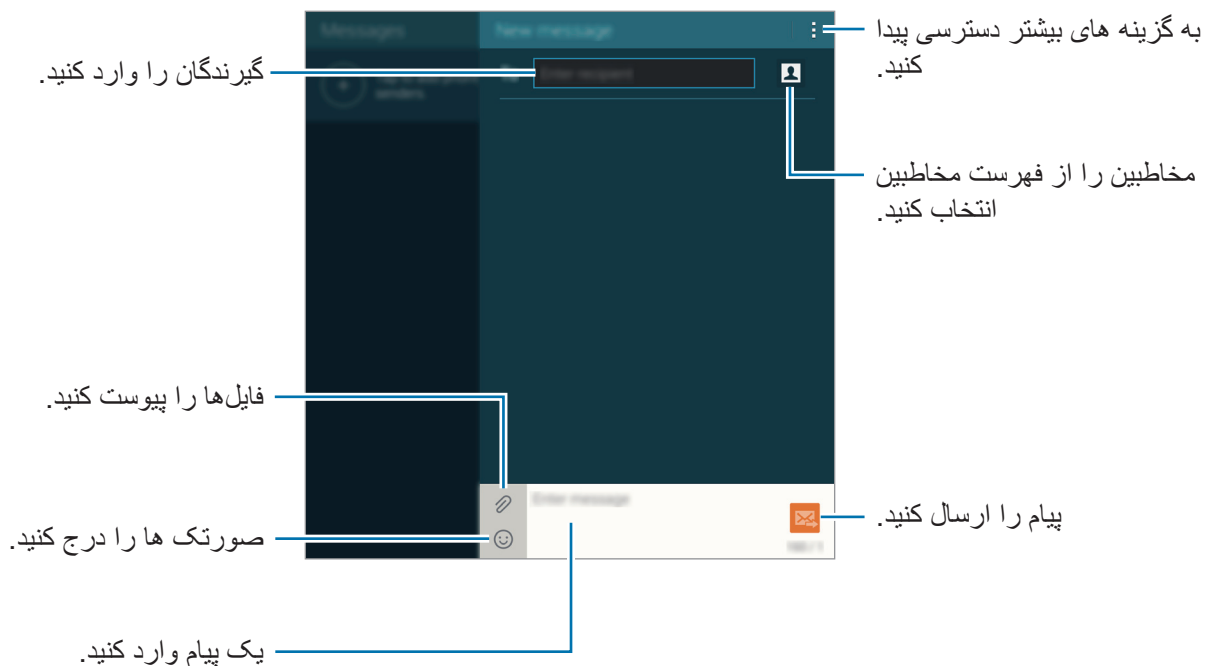 Messages
New message
به گزینه های بیشتر دسترسی پیدا
کنید.
گیرندگان را وارد کنید.
Enter recipient
senders
مخاطبین را از فهرست مخاطبین
انتخاب کنید.
فایل‌ها را پیوست کنید.
Enter message
پیام را ارسال کنید.
صورتک ها را درج کنید.
یک پیام وارد کنید.